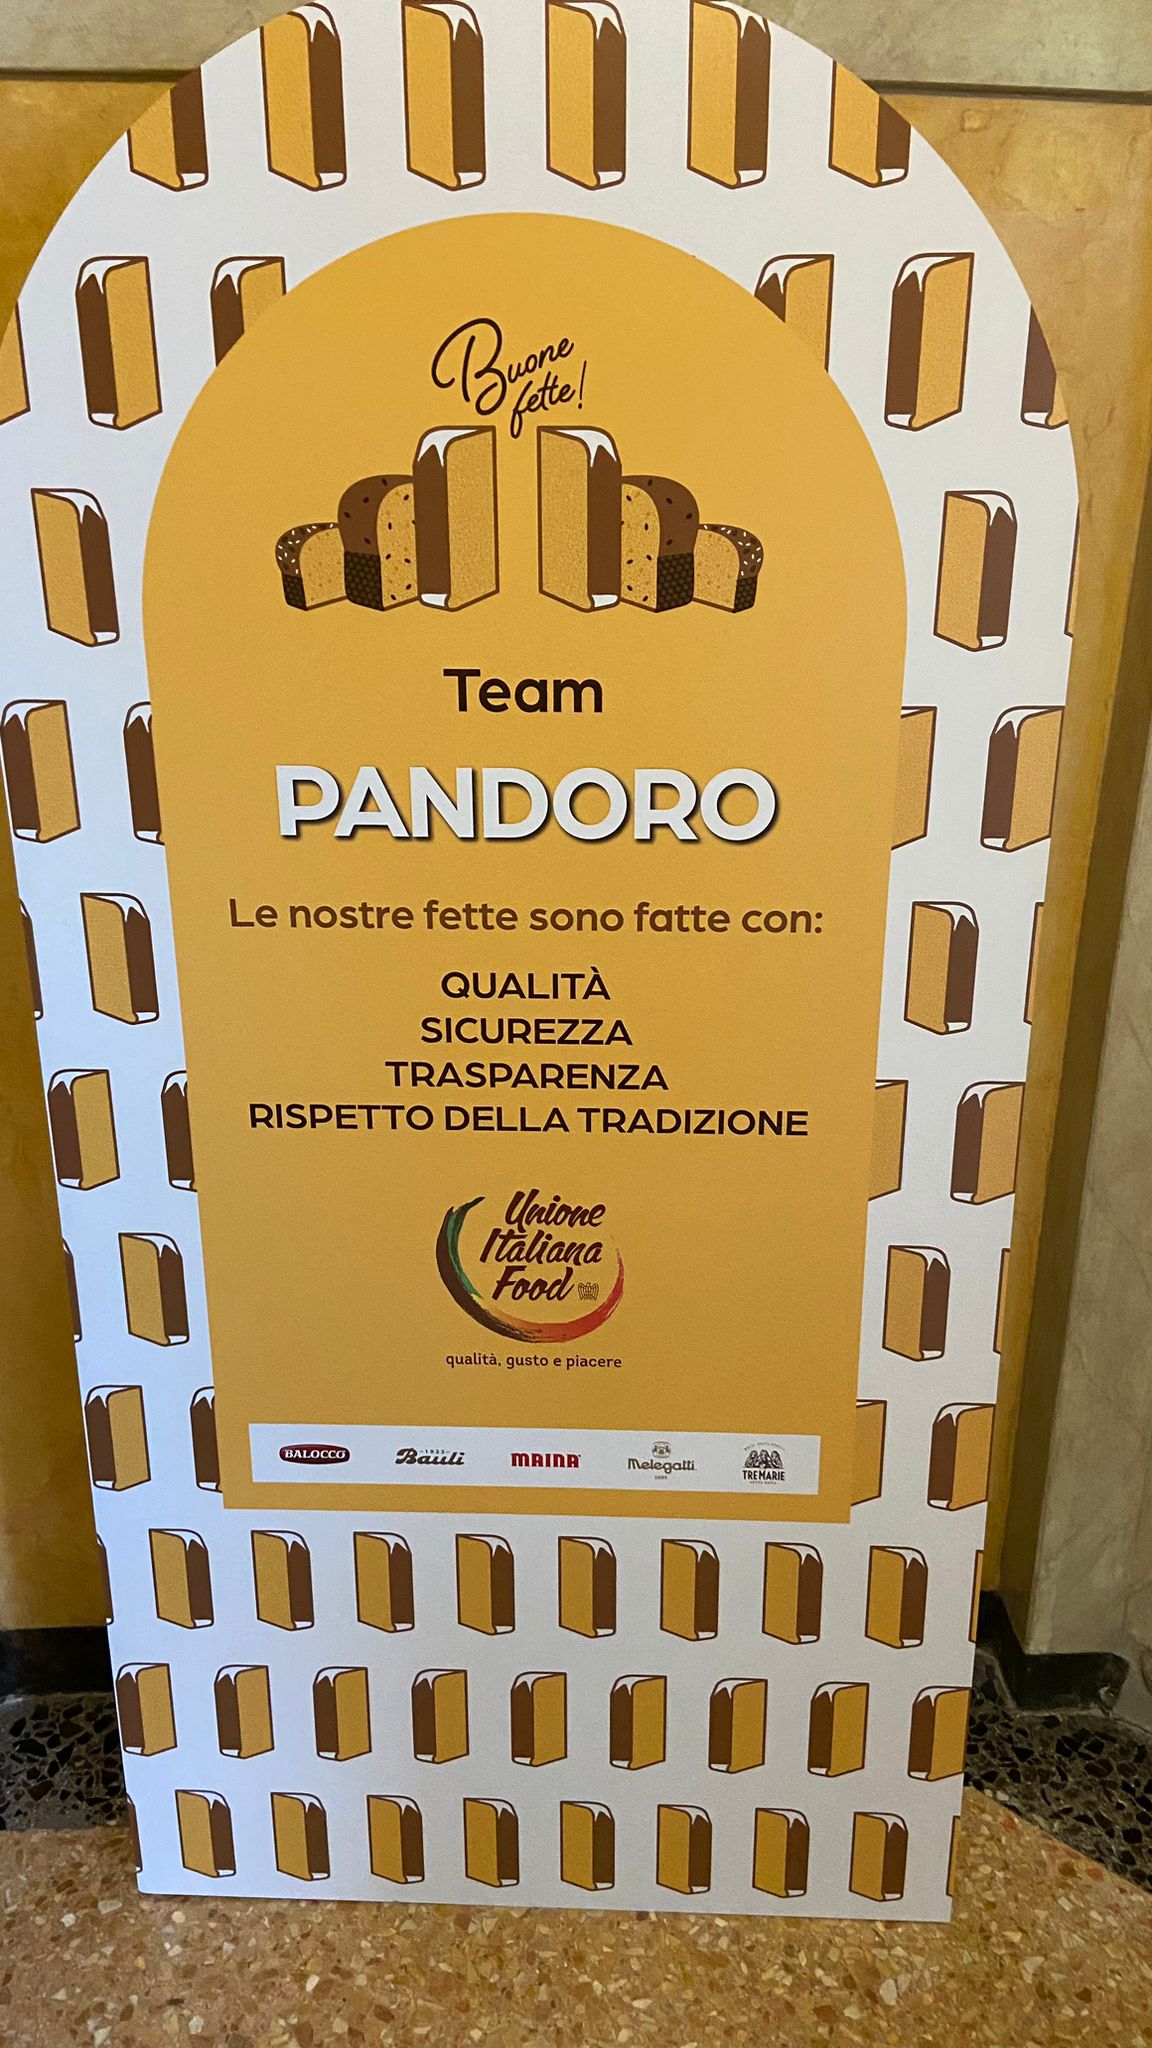 Buone
fette!
Team
PANDORO
Le nostre fette sono fatte con:
QUALITÀ
SICUREZZA
TRASPARENZA
RISPETTO DELLA TRADIZIONE
Unione
Italiana
Food
qualità, gusto e piacere
BALOCCO
1922
Bauli
MAINA
Melegatti
TRE MARIE